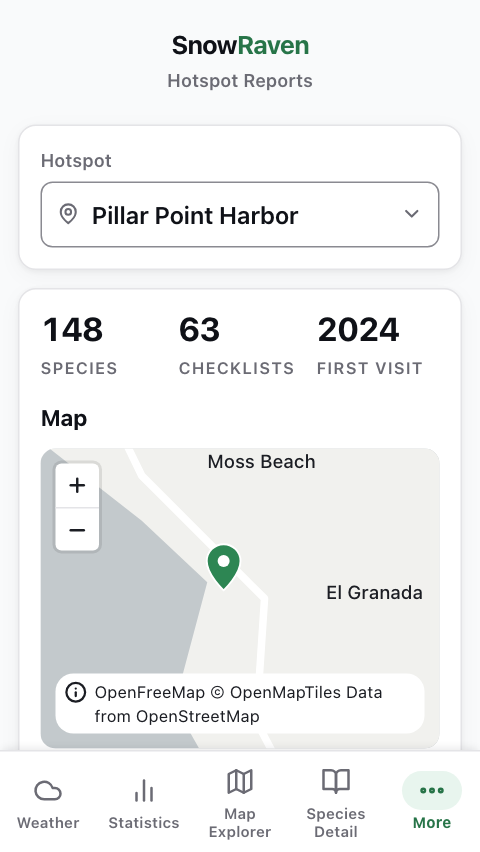 SnowRaven
Hotspot Reports
Hotspot
Pillar Point Harbor
148
SPECIES
63
CHECKLISTS
2024
FIRST VISIT
Map
Moss Beach
+
−
El Granada
OpenFreeMap © OpenMapTiles Data
from OpenStreetMap
Weather
Statistics
Map
Explorer
Species
Detail
More